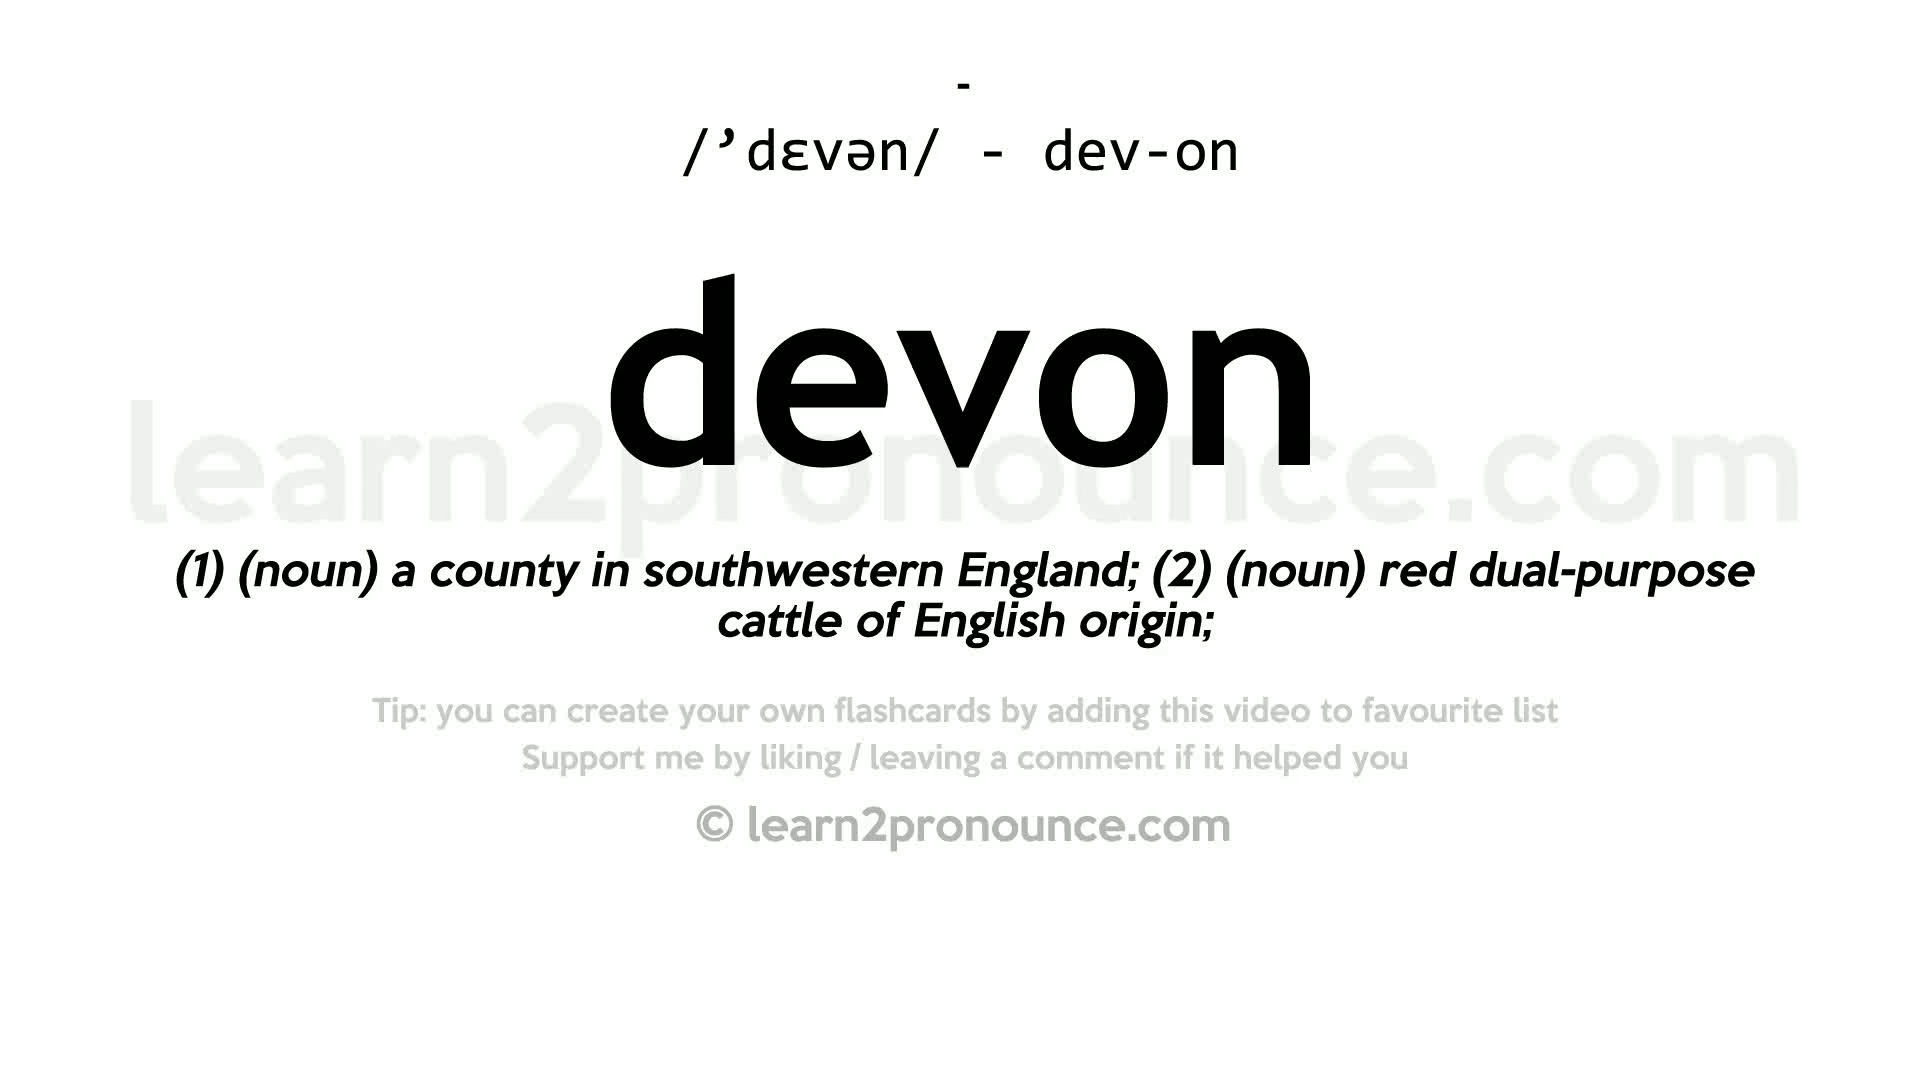 -
/’dɛvən/ - dev-on
devon
learn2pronounce.com
(1) (noun) a county in southwestern England; (2) (noun) red dual-purpose
cattle of English origin;
Tip: you can create your own flashcards by adding this video to favourite list
Support me by liking / leaving a comment if it helped you
© learn2pronounce.com